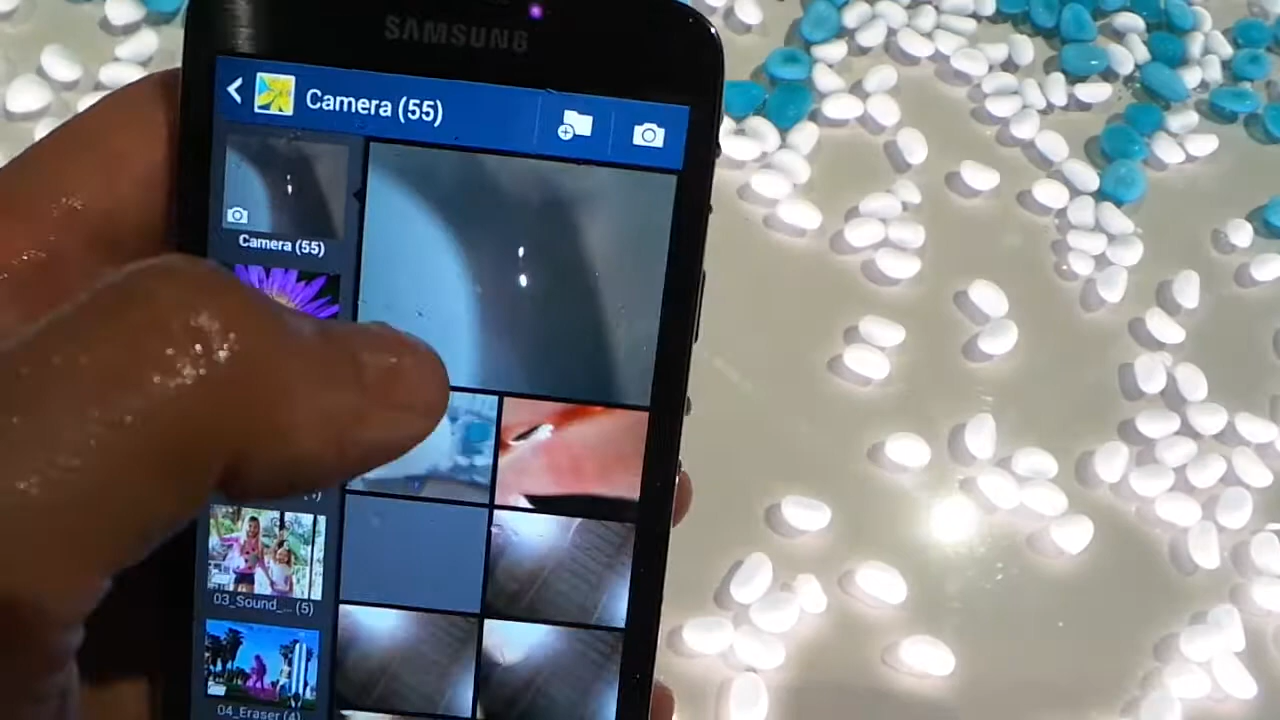 SAMSUNG
Camera (55)
Camera (55)
03_Sound_... (5)
04_Eraser (4)